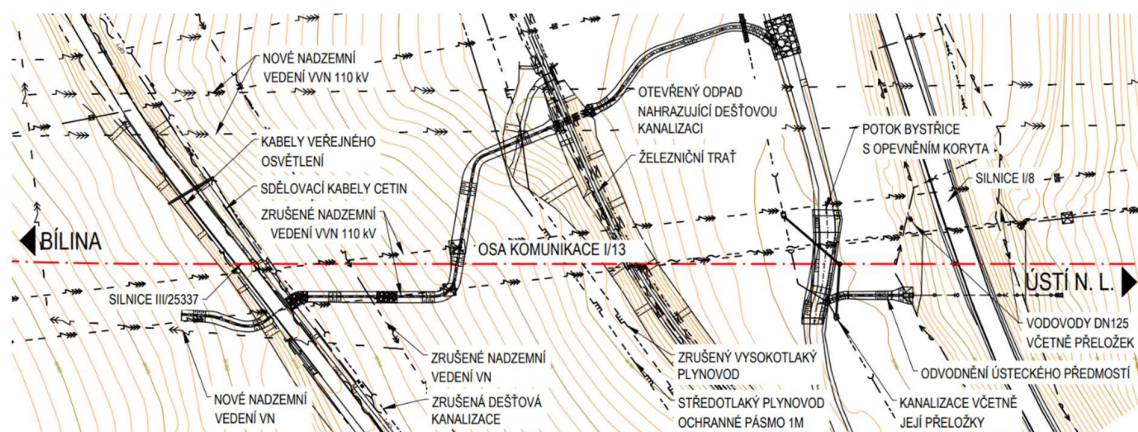 NOVÉ NADZEMNÍ
VEDENÍ VVN 110 kV
KABELY VEŘEJNÉHO
OSVĚTLENÍ
SDĚLOVACÍ KABELY CETIN
ZRUŠENÉ NADZEMNÍ
VEDENÍ VVN 110 kV
OTEVŘENÝ ODPAD
NAHRAZUJÍCÍ DEŠŤOVOU
KANALIZACI
ŽELEZNIČNÍ TRAŤ
POTOK BYSTŘICE
S OPEVNĚNÍM KORYTA
SILNICE I/8
BÍLINA
OSA KOMUNIKACE I/13
ÚSTÍ N. L.
SILNICE III/25337
NOVÉ NADZEMNÍ
VEDENÍ VN
ZRUŠENÉ NADZEMNÍ
VEDENÍ VN
ZRUŠENÁ DEŠŤOVÁ
KANALIZACE
ZRUŠENÝ VYSOKOTLAKÝ
PLYNOVOD
STŘEDOTLAKÝ PLYNOVOD
OCHRANNÉ PÁSMO 1M
VODOVODY DN125
VČETNĚ PŘELOŽEK
ODVODNĚNÍ ÚSTECKÉHO PŘEDMOSTÍ
KANALIZACE VČETNĚ
JEJÍ PŘELOŽKY